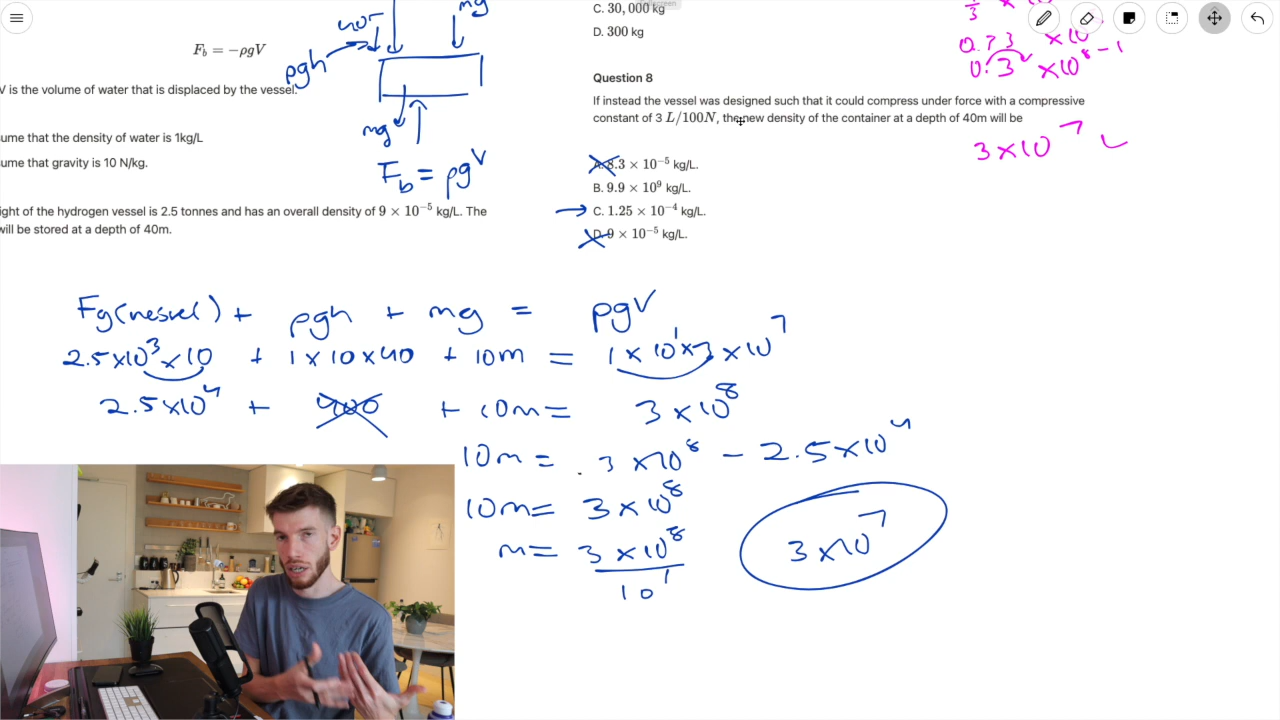 F_b = −ρgV
V is the volume of water that is displaced by the vessel.
ume that the density of water is 1kg/L
ume that gravity is 10 N/kg.
ight of the hydrogen vessel is 2.5 tonnes and has an overall density of 9 × 10⁻⁵ kg/L. The
will be stored at a depth of 40m.
ρgh
mg
mg
F_b = ρgV
C. 30,000 kg
D. 300 kg
Question 8
If instead the vessel was designed such that it could compress under force with a compressive
constant of 3 L/100N, the new density of the container at a depth of 40m will be
A. 8.3 × 10⁻⁵ kg/L.
B. 9.9 × 10⁹ kg/L.
→ C. 1.25 × 10⁻⁴ kg/L.
D. 9 × 10⁻⁵ kg/L.
0.3 × 10⁸⁻¹
3 × 10⁷ L
Fg(vessel) + ρgh + mg = ρgV
2.5×10³×10 + 1×10×40 + 10m = 1×10¹×3×10⁷
2.5×10⁴ + 400 + 10m = 3×10⁸
10m = 3×10⁸ − 2.5×10⁴
10m = 3×10⁸
m = 3×10⁸
10¹
3×10⁷